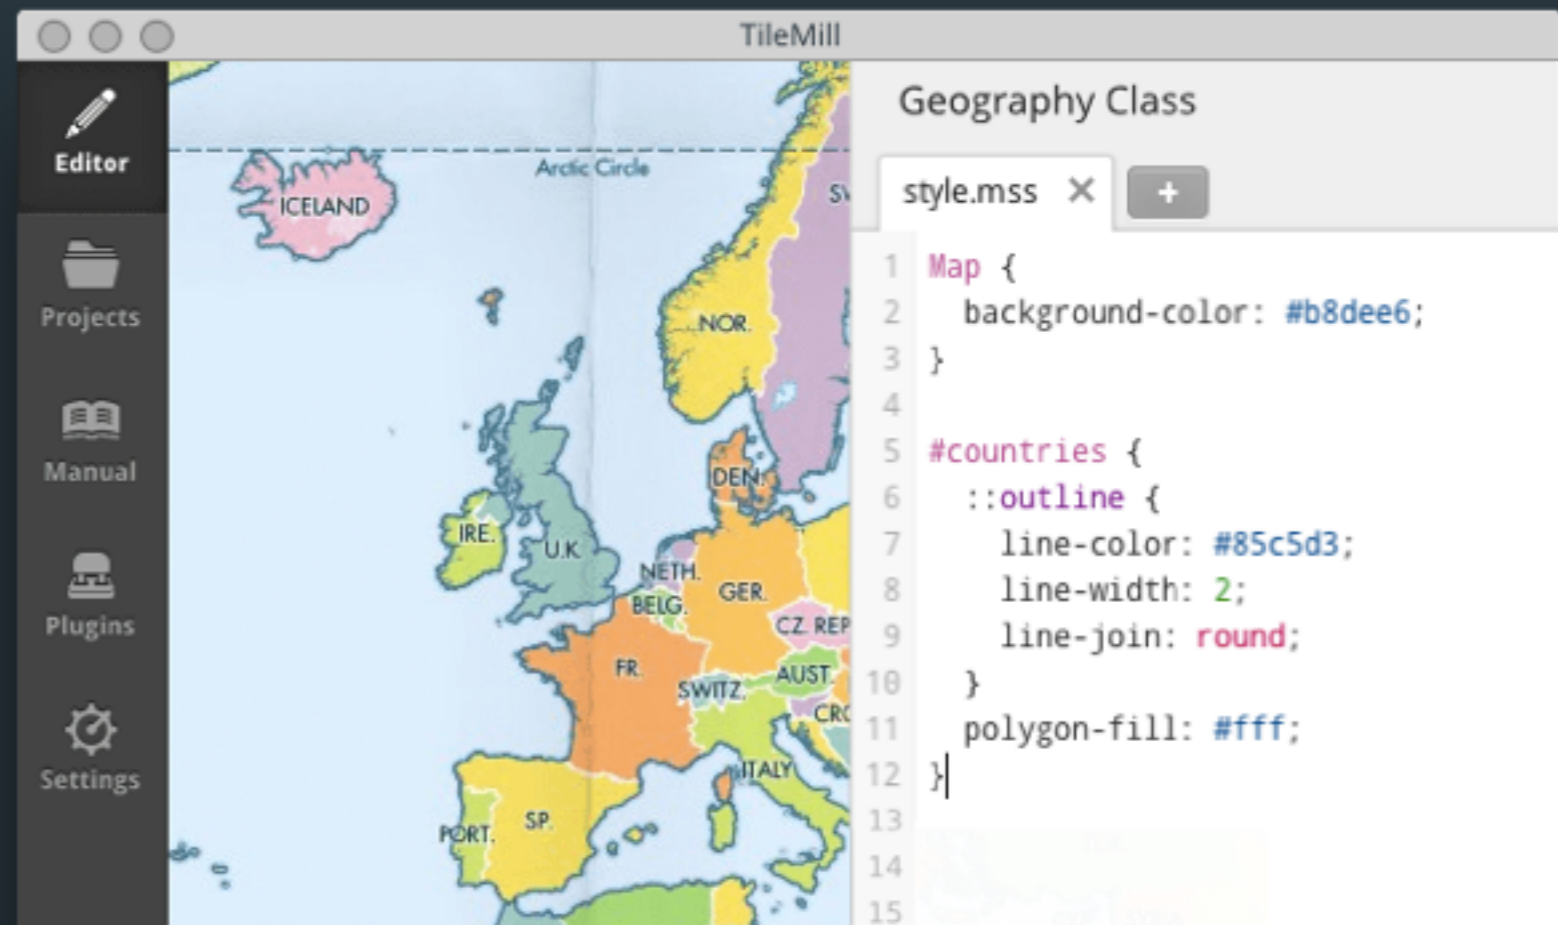 TileMill
Editor
Projects
Manual
Plugins
Settings
Arctic Circle
ICELAND
NOR.
DEN.
IRE.
U.K.
NETH.
BELG.
GER.
CZ. REP
FR.
SWITZ.
AUST.
CRO
ITALY
SP.
PORT.
Geography Class
style.mss ✕ +
1 Map {
2 background-color: #b8dee6;
3 }
4
5 #countries {
6 ::outline {
7 line-color: #85c5d3;
8 line-width: 2;
9 line-join: round;
10 }
11 polygon-fill: #fff;
12 }
13
14
15